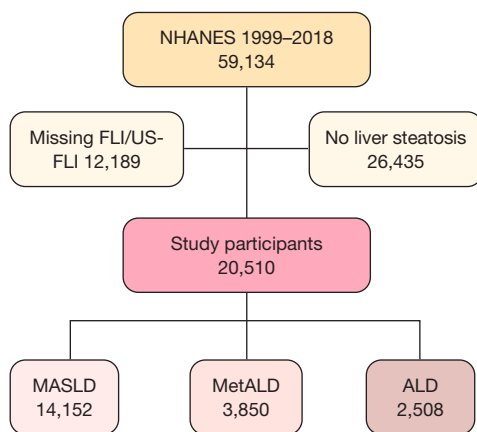 NHANES 1999–2018
59,134
Missing FLI/US-
FLI 12,189
No liver steatosis
26,435
Study participants
20,510
MASLD
14,152
MetALD
3,850
ALD
2,508